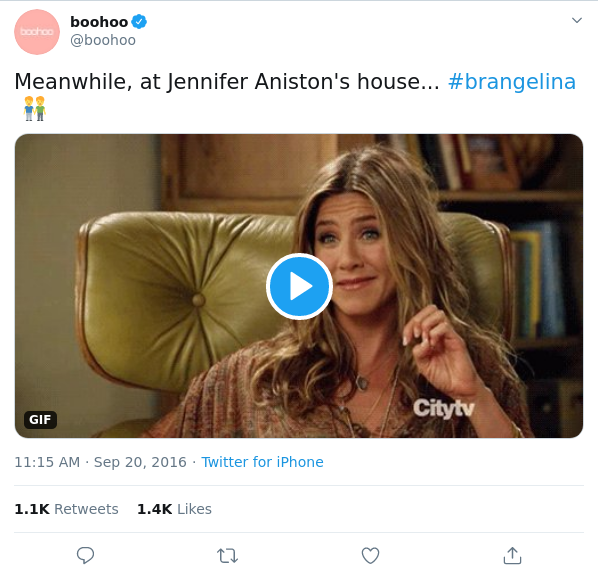 boohoo
boohoo
@boohoo
Meanwhile, at Jennifer Aniston's house... #brangelina
Citytv
GIF
11:15 AM · Sep 20, 2016 · Twitter for iPhone
1.1K Retweets 1.4K Likes